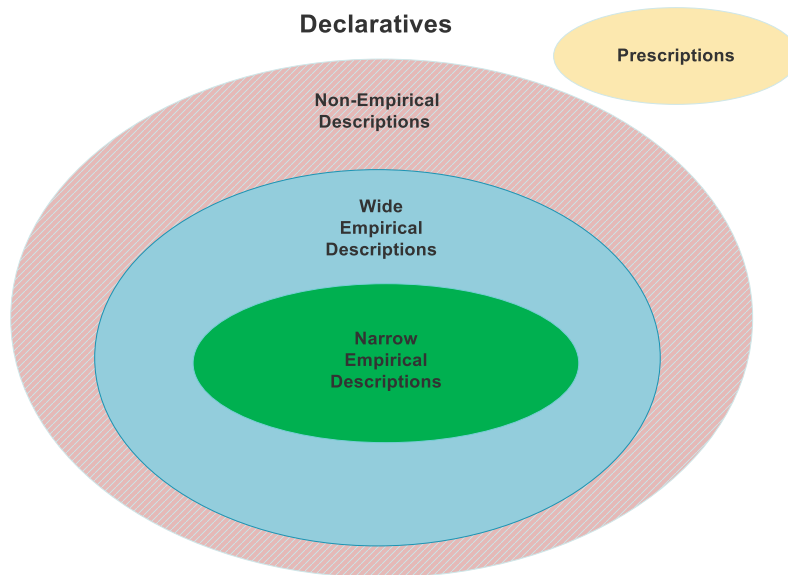 Declaratives
Prescriptions
Non-Empirical
Descriptions
Wide
Empirical
Descriptions
Narrow
Empirical
Descriptions